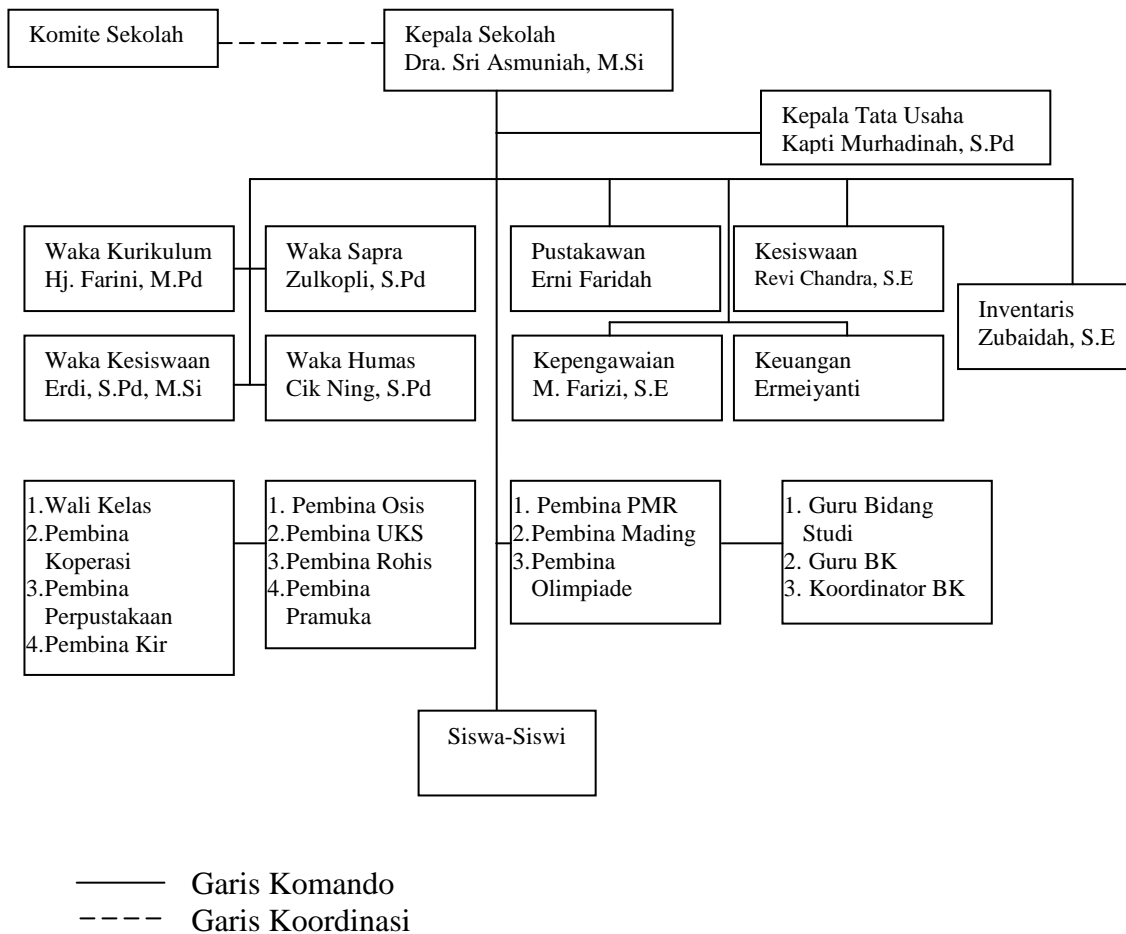 Komite Sekolah
Kepala Sekolah
Dra. Sri Asmuniah, M.Si
Kepala Tata Usaha
Kapti Murhadinah, S.Pd
Waka Kurikulum
Hj. Farini, M.Pd
Waka Sapra
Zulkopli, S.Pd
Pustakawan
Erni Faridah
Kesiswaan
Revi Chandra, S.E
Inventaris
Zubaidah, S.E
Waka Kesiswaan
Erdi, S.Pd, M.Si
Waka Humas
Cik Ning, S.Pd
Kepengawaian
M. Farizi, S.E
Keuangan
Ermeiyanti
1.Wali Kelas
2.Pembina
Koperasi
3.Pembina
Perpustakaan
4.Pembina Kir
1. Pembina Osis
2.Pembina UKS
3.Pembina Rohis
4.Pembina
Pramuka
1. Pembina PMR
2.Pembina Mading
3.Pembina
Olimpiade
1. Guru Bidang
Studi
2. Guru BK
3. Koordinator BK
Siswa-Siswi
Garis Komando
Garis Koordinasi